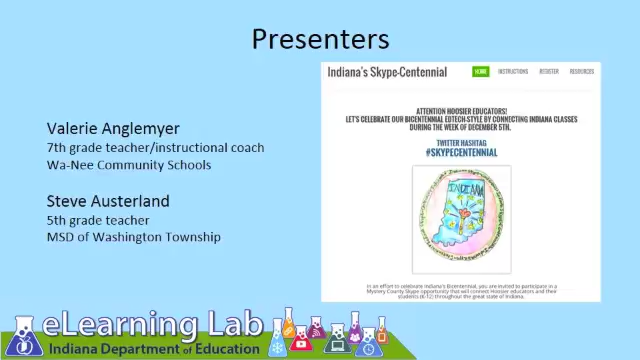 Presenters
Valerie Anglemyer
7th grade teacher/instructional coach
Wa-Nee Community Schools
Steve Austerland
5th grade teacher
MSD of Washington Township
Indiana's Skype-Centennial
HOME INSTRUCTIONS REGISTER RESOURCES
ATTENTION HOOSIER EDUCATORS!
LET'S CELEBRATE OUR BICENTENNIAL EDTECH-STYLE BY CONNECTING INDIANA CLASSES
DURING THE WEEK OF DECEMBER 5TH.
TWITTER HASHTAG
#SKYPECENTENNIAL
INDIANA
In an effort to celebrate Indiana's Bicentennial, you are invited to participate in a
Mystery County Skype opportunity that will connect Hoosier educators and their
students (K-12) throughout the great state of Indiana.
eLearning Lab
Indiana Department of Education